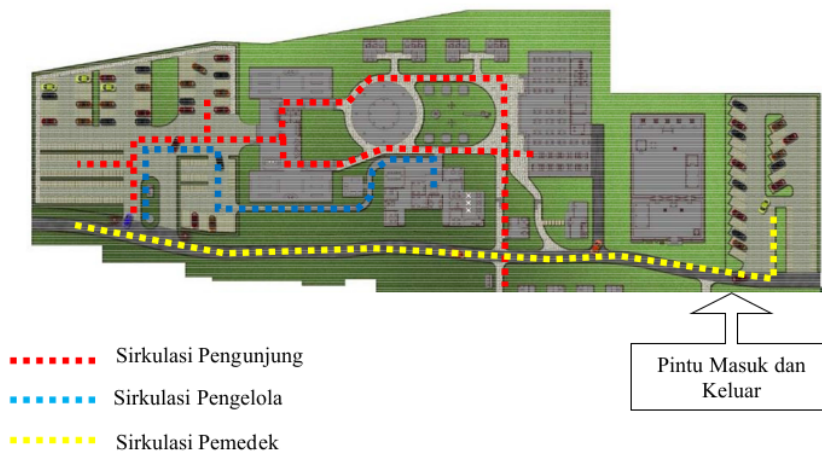 Sirkulasi Pengunjung
Sirkulasi Pengelola
Sirkulasi Pemedek
Pintu Masuk dan
Keluar